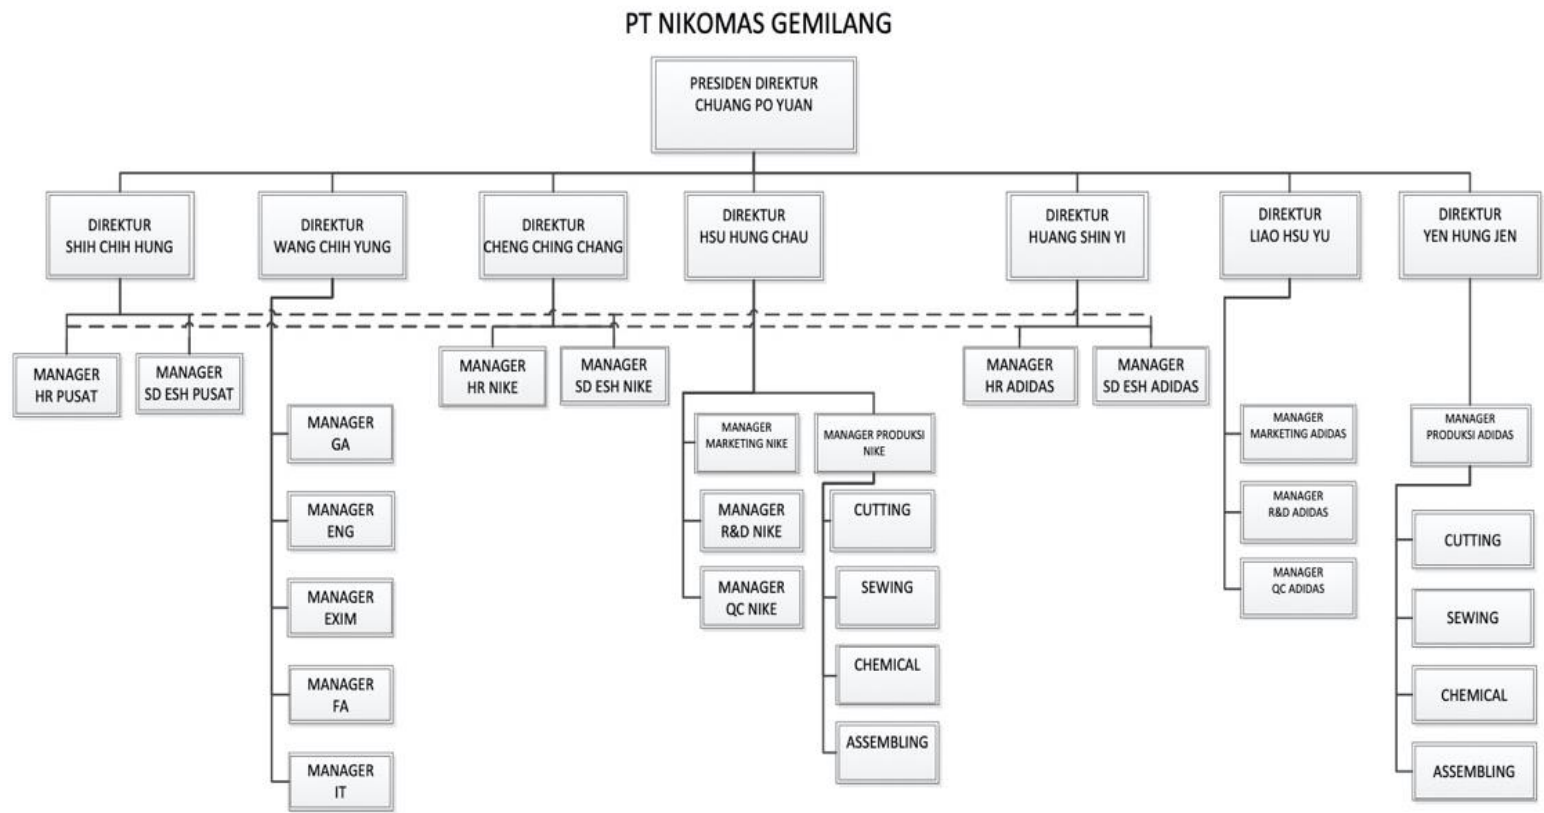 PT NIKOMAS GEMILANG
PRESIDEN DIREKTUR
CHUANG PO YUAN
DIREKTUR
SHIH CHIH HUNG
DIREKTUR
WANG CHIH YUNG
DIREKTUR
CHENG CHING CHANG
DIREKTUR
HSU HUNG CHAU
DIREKTUR
HUANG SHIN YI
DIREKTUR
LIAO HSU YU
DIREKTUR
YEN HUNG JEN
MANAGER
HR PUSAT
MANAGER
SD ESH PUSAT
MANAGER
GA
MANAGER
ENG
MANAGER
EXIM
MANAGER
FA
MANAGER
IT
MANAGER
HR NIKE
MANAGER
SD ESH NIKE
MANAGER
MARKETING NIKE
MANAGER
R&D NIKE
MANAGER
QC NIKE
MANAGER PRODUKSI
NIKE
CUTTING
SEWING
CHEMICAL
ASSEMBLING
MANAGER
HR ADIDAS
MANAGER
SD ESH ADIDAS
MANAGER
MARKETING ADIDAS
MANAGER
R&D ADIDAS
MANAGER
QC ADIDAS
MANAGER
PRODUKSI ADIDAS
CUTTING
SEWING
CHEMICAL
ASSEMBLING